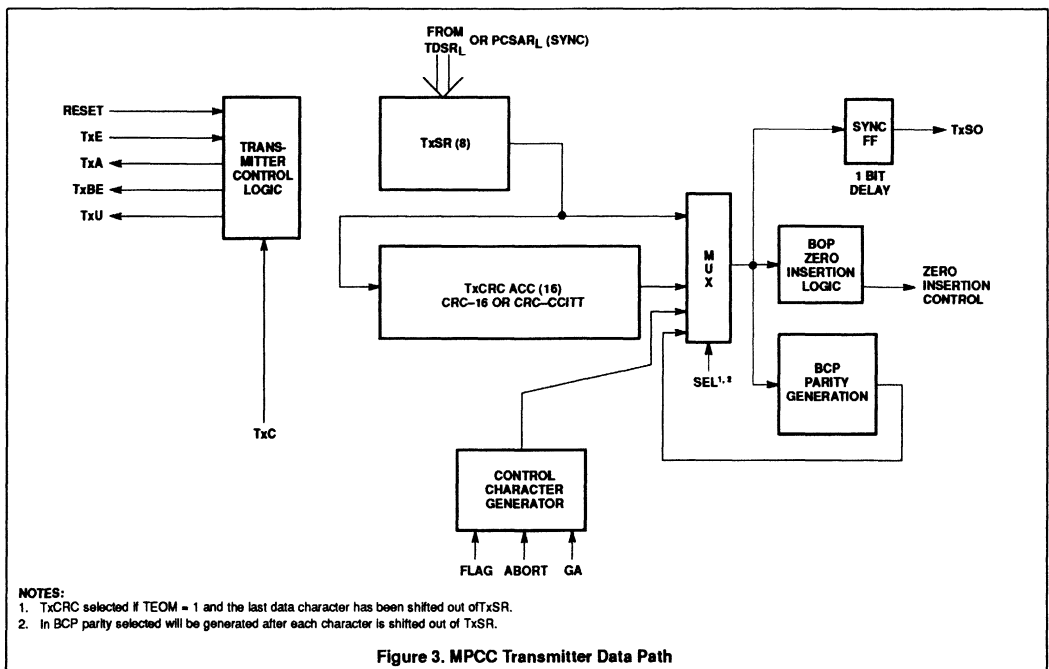 FROM
TDSRL OR PCSARL (SYNC)
RESET
TxE
TxA
TxBE
TxU
TRANS-
MITTER
CONTROL
LOGIC
TxC
TxSR (8)
TxCRC ACC (16)
CRC–16 OR CRC–CCITT
M
U
X
SEL1, 2
SYNC
FF
1 BIT
DELAY
TxSO
BOP
ZERO
INSERTION
LOGIC
ZERO
INSERTION
CONTROL
BCP
PARITY
GENERATION
CONTROL
CHARACTER
GENERATOR
FLAG ABORT GA
NOTES:
1. TxCRC selected if TEOM = 1 and the last data character has been shifted out ofTxSR.
2. In BCP parity selected will be generated after each character is shifted out of TxSR.
Figure 3. MPCC Transmitter Data Path